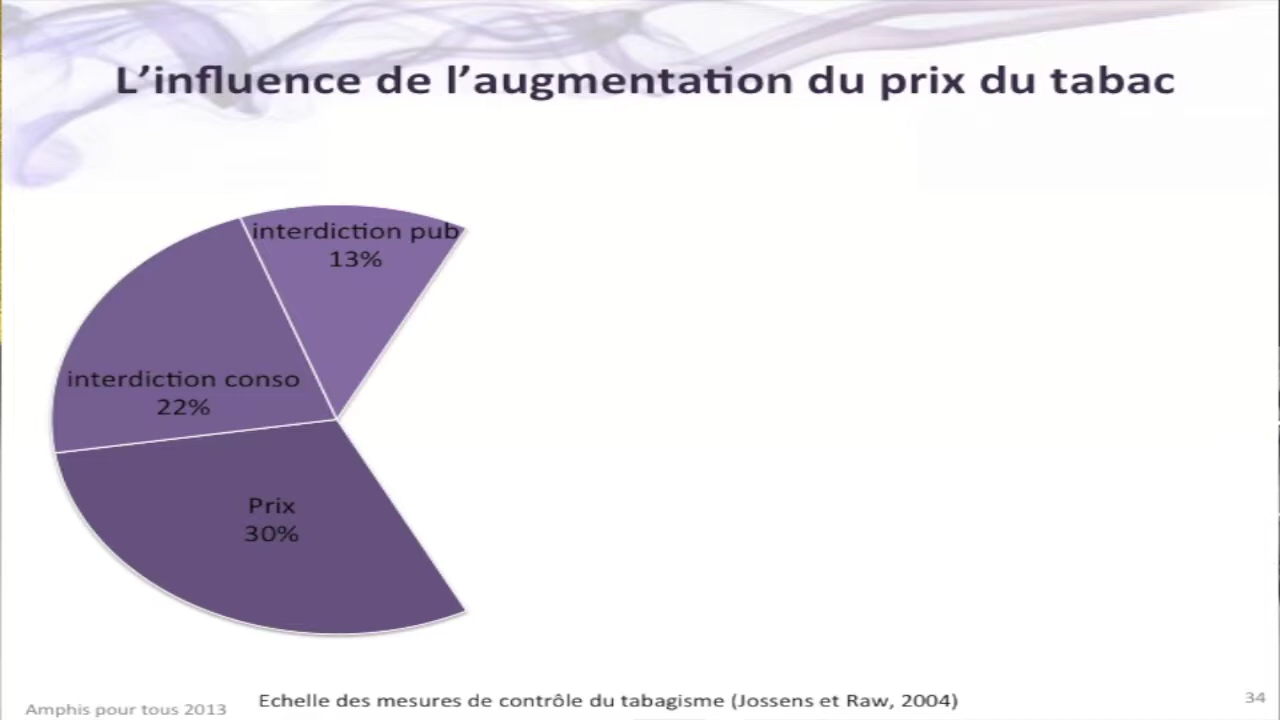 L’influence de l’augmentation du prix du tabac
interdiction pub
13%
interdiction conso
22%
Prix
30%
Amphis pour tous 2013
Echelle des mesures de contrôle du tabagisme (Jossens et Raw, 2004)
34